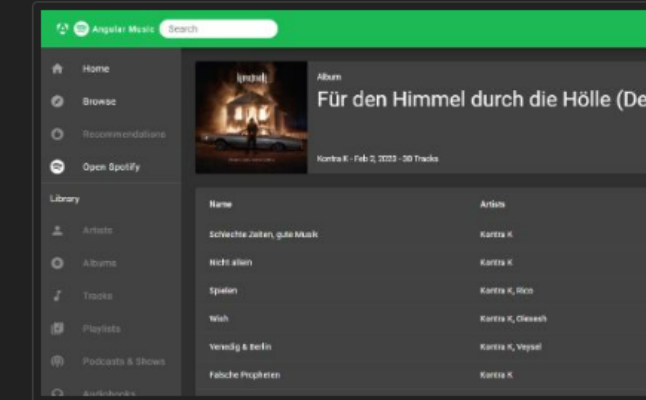 Angular Music Search
Home
Browse
Recommendations
Open Spotify
Library
Artists
Albums
Tracks
Playlists
Podcasts & Shows
Audiobooks
Album
Für den Himmel durch die Hölle (De
Kontra K - Feb 2, 2023 - 30 Tracks
Name Artists
Schlechte Zeiten, gute Musik Kontra K
Nicht allein Kontra K
Spielen Kontra K, Rico
Wish Kontra K, Olexesh
Venedig & Berlin Kontra K, Veysel
Falsche Propheten Kontra K